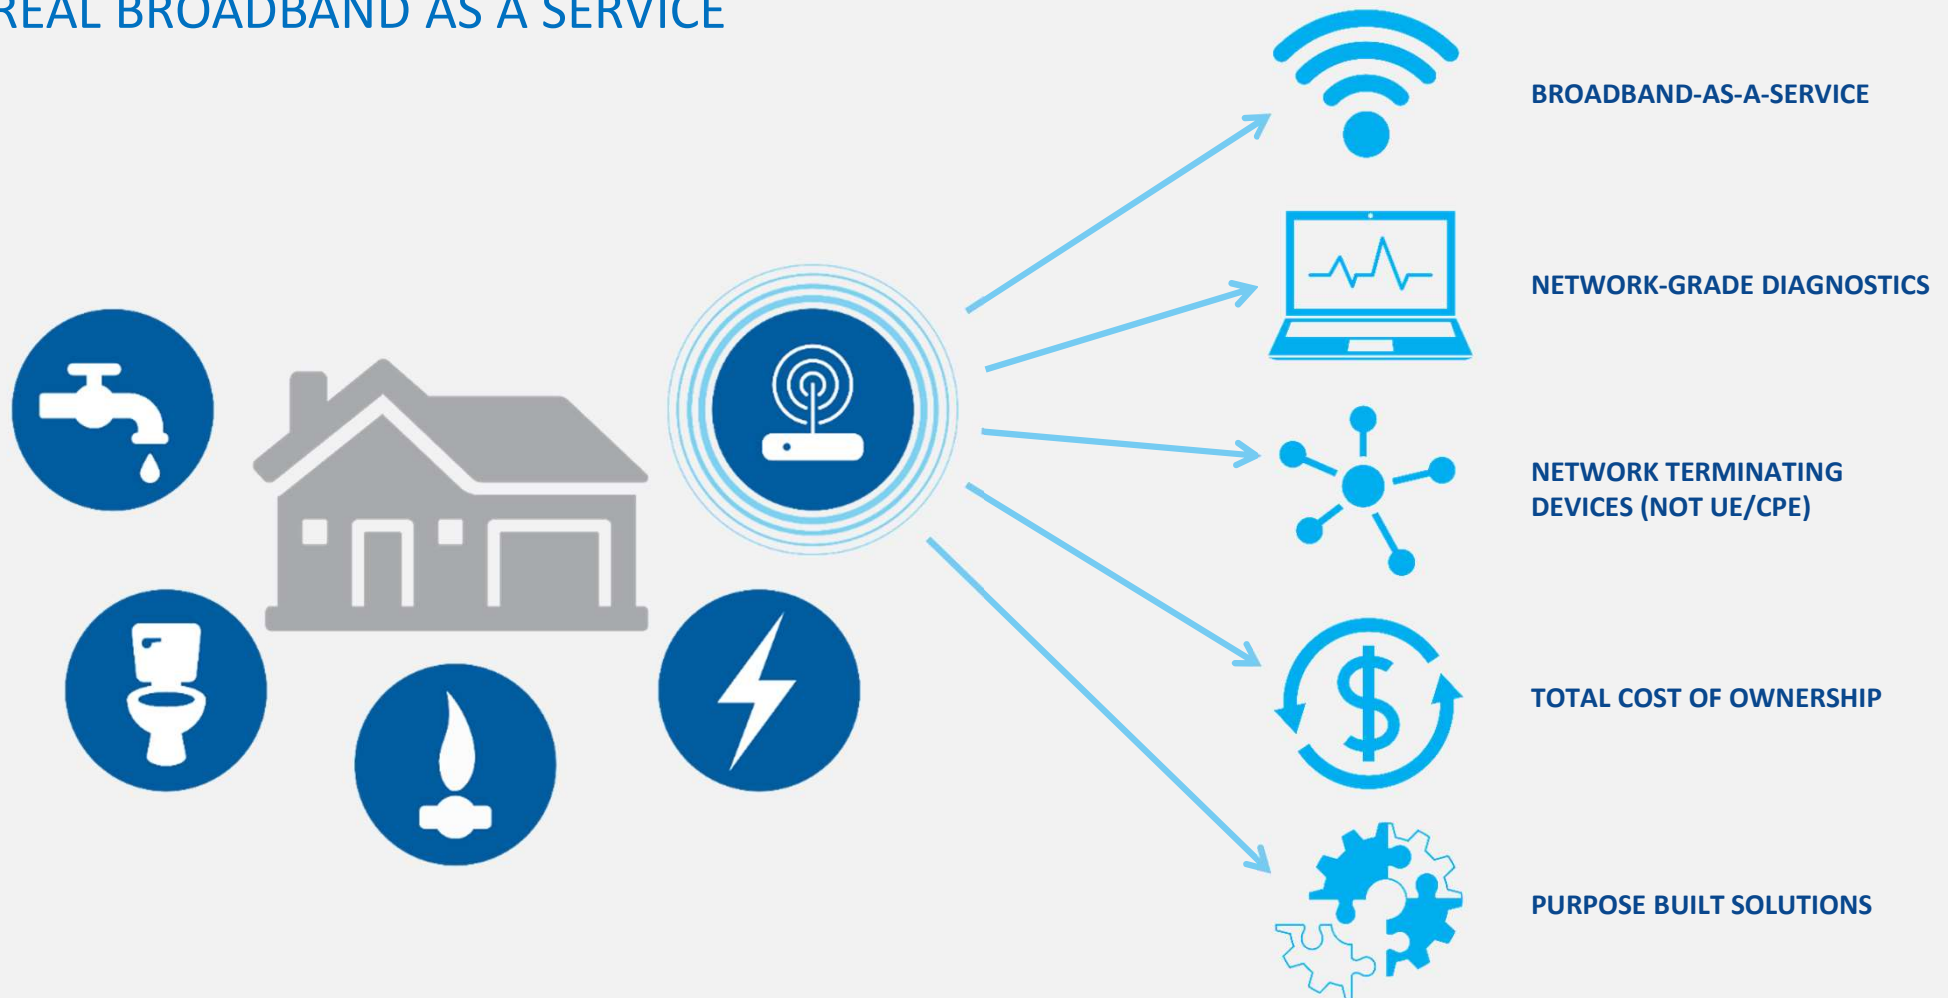 REAL BROADBAND AS A SERVICE
BROADBAND-AS-A-SERVICE
NETWORK-GRADE DIAGNOSTICS
NETWORK TERMINATING
DEVICES (NOT UE/CPE)
TOTAL COST OF OWNERSHIP
PURPOSE BUILT SOLUTIONS